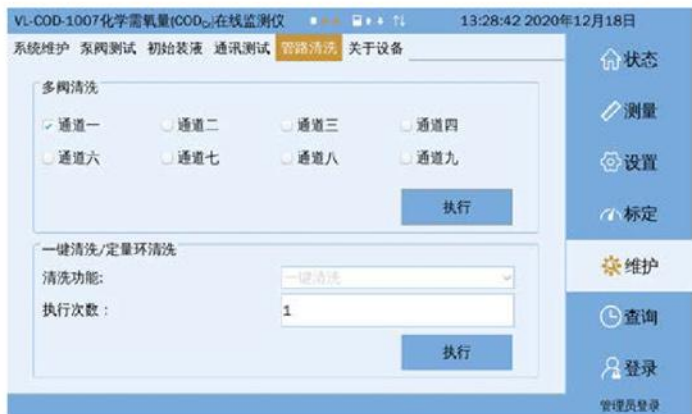 VL-COD-1007化学需氧量(CODCr)在线监测仪 13:28:42 2020年12月18日
系统维护 泵阀测试 初始装液 通讯测试 管路清洗 关于设备
多阀清洗
通道一 通道二 通道三 通道四
通道六 通道七 通道八 通道九
执行
一键清洗/定量环清洗
清洗功能: 一键清洗
执行次数: 1
执行
状态
测量
设置
标定
维护
查询
登录
管理员登录